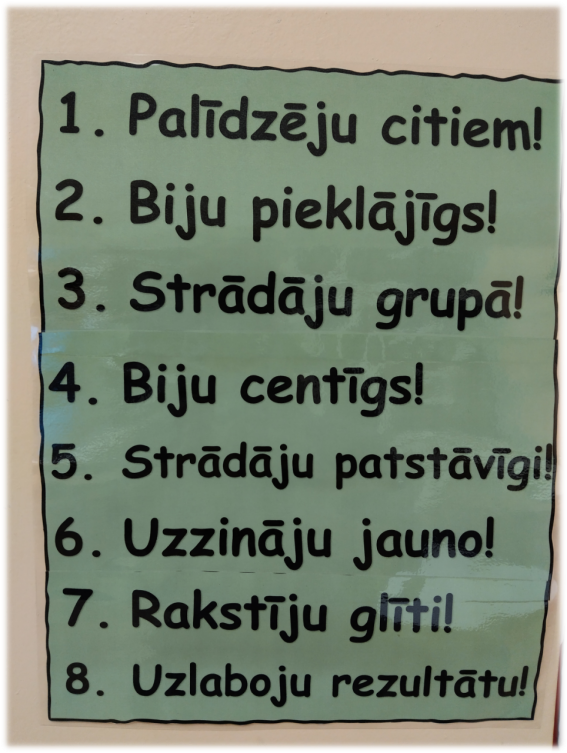 1. Palīdzēju citiem!
2. Biju pieklājīgs!
3. Strādāju grupā!
4. Biju centīgs!
5. Strādāju patstāvīgi!
6. Uzzināju jauno!
7. Rakstīju glīti!
8. Uzlaboju rezultātu!